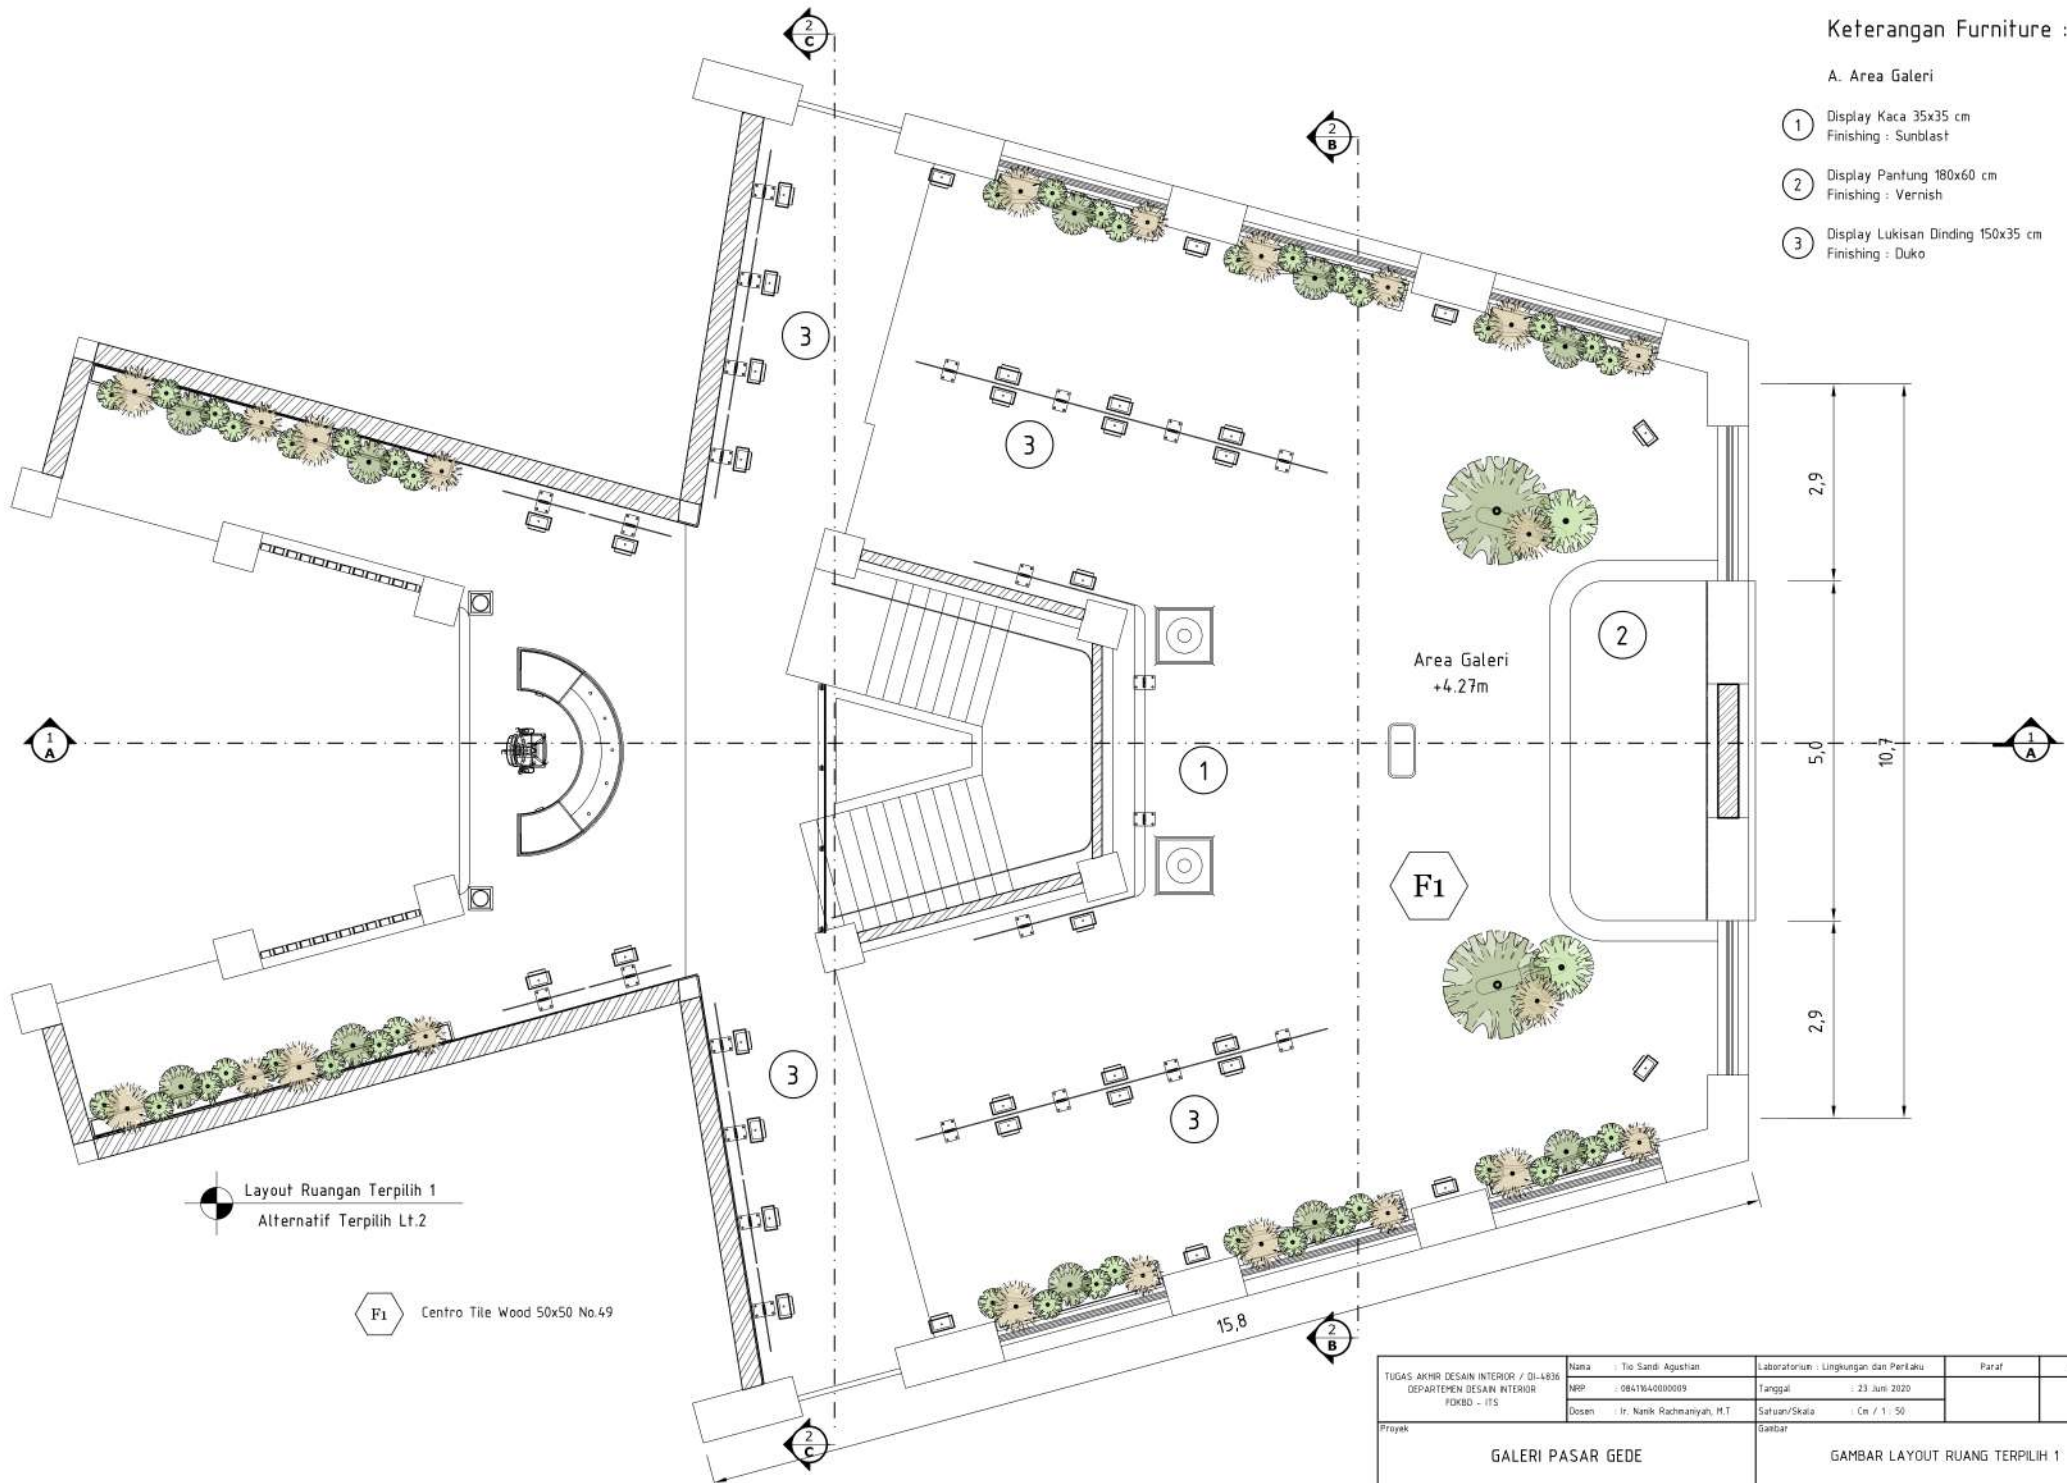 2
C
Keterangan Furniture :
A. Area Galeri
1
Display Kaca 35x35 cm
Finishing : Sunblast
2
B
2
Display Pantung 180x60 cm
Finishing : Vernish
3
Display Lukisan Dinding 150x35 cm
Finishing : Duko
3
3
2,9
2
Area Galeri
+4.27m
1
A
1
A
5,0
10,7
1
F1
2,9
3
3
Layout Ruangan Terpilih 1
Alternatif Terpilih Lt.2
F1
Centro Tile Wood 50x50 No.49
15,8
2
B
2
C
TUGAS AKHIR DESAIN INTERIOR / DI-4836
DEPARTEMEN DESAIN INTERIOR
FDKBD - ITS
Nama : Tio Sandi Agustian
NRP : 08411640000009
Dosen : Ir. Nanik Rachmaniyah, M.T
Laboratorium : Lingkungan dan Perilaku
Tanggal : 23 Juni 2020
Satuan/Skala : Cm / 1 : 50
Paraf
Proyek
GALERI PASAR GEDE
Gambar
GAMBAR LAYOUT RUANG TERPILIH 1